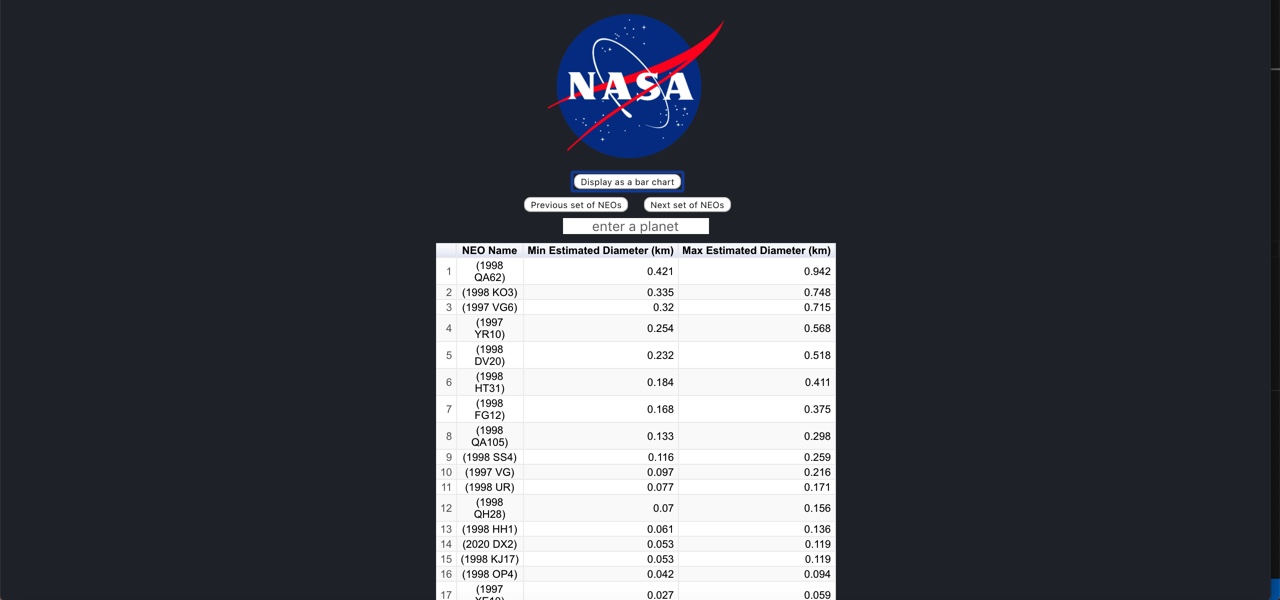 NASA
Display as a bar chart
Previous set of NEOs Next set of NEOs
enter a planet
NEO Name Min Estimated Diameter (km) Max Estimated Diameter (km)
1 (1998 QA62) 0.421 0.942
2 (1998 KO3) 0.335 0.748
3 (1997 VG6) 0.32 0.715
4 (1997 YR10) 0.254 0.568
5 (1998 DV20) 0.232 0.518
6 (1998 HT31) 0.184 0.411
7 (1998 FG12) 0.168 0.375
8 (1998 QA105) 0.133 0.298
9 (1998 SS4) 0.116 0.259
10 (1997 VG) 0.097 0.216
11 (1998 UR) 0.077 0.171
12 (1998 QH28) 0.07 0.156
13 (1998 HH1) 0.061 0.136
14 (2020 DX2) 0.053 0.119
15 (1998 KJ17) 0.053 0.119
16 (1998 OP4) 0.042 0.094
17 (1997 0.027 0.059